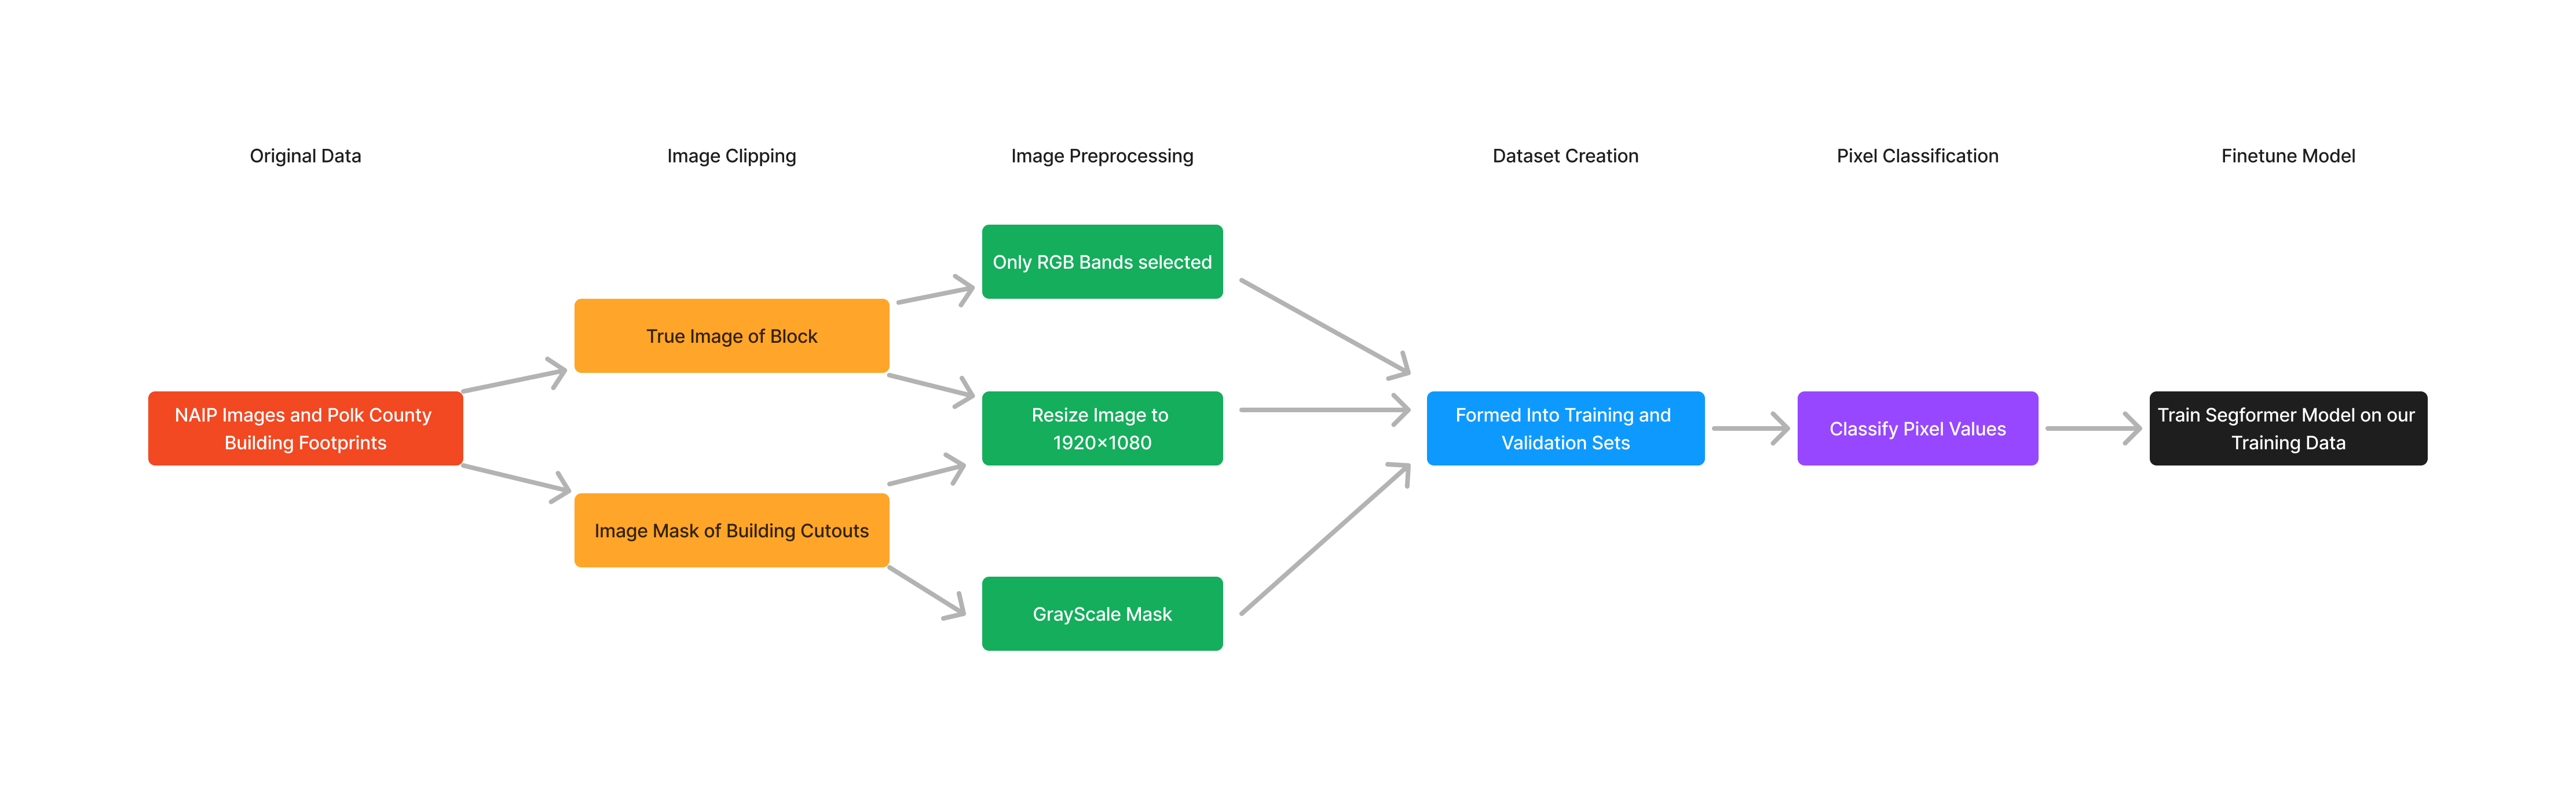 Original Data
Image Clipping
Image Preprocessing
Dataset Creation
Pixel Classification
Finetune Model
NAIP Images and Polk County
Building Footprints
True Image of Block
Image Mask of Building Cutouts
Only RGB Bands selected
Resize Image to
1920x1080
GrayScale Mask
Formed Into Training and
Validation Sets
Classify Pixel Values
Train Segformer Model on our
Training Data